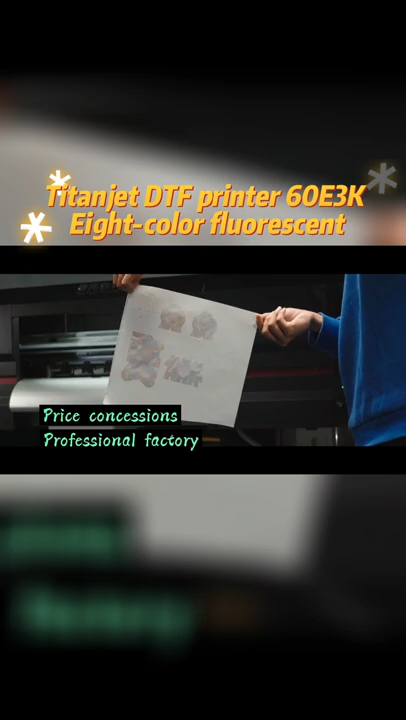 Titanjet DTF printer 60E3K
Eight-color fluorescent
Price concessions
Professional factory